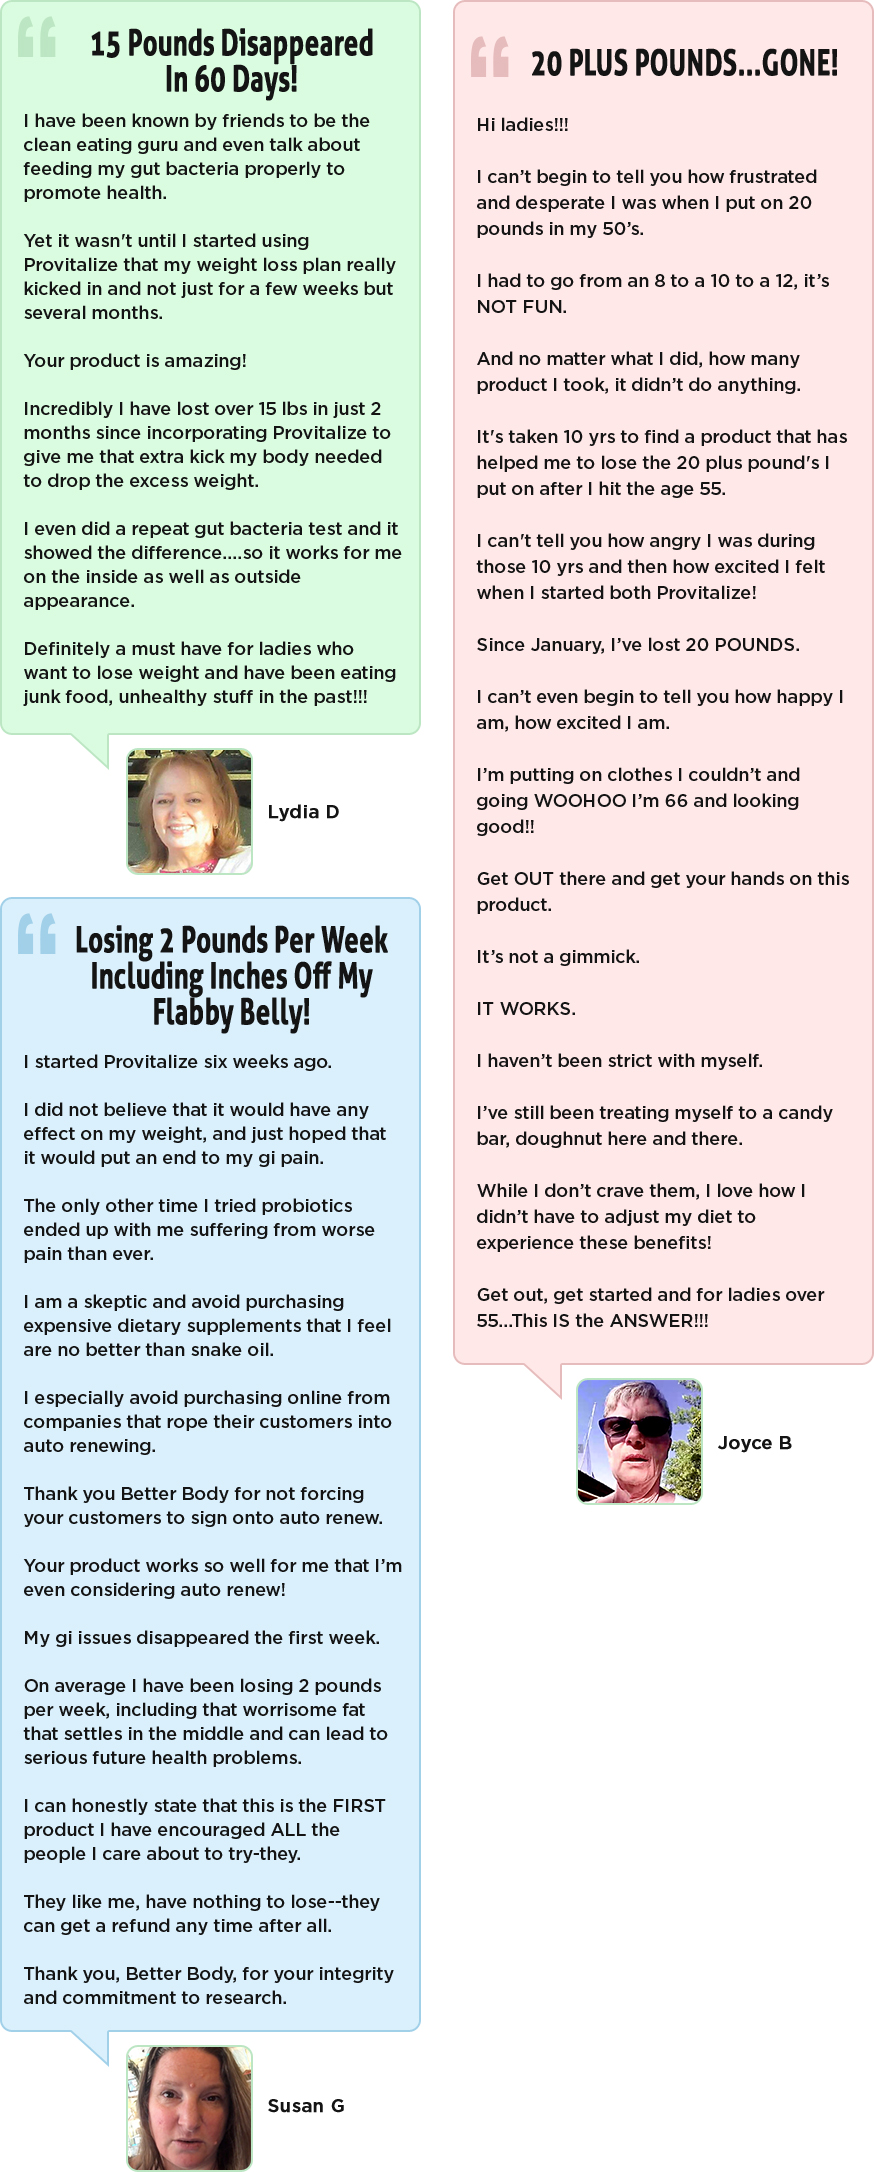 15 Pounds Disappeared
In 60 Days!
I have been known by friends to be the
clean eating guru and even talk about
feeding my gut bacteria properly to
promote health.
Yet it wasn't until I started using
Provitalize that my weight loss plan really
kicked in and not just for a few weeks but
several months.
Your product is amazing!
Incredibly I have lost over 15 lbs in just 2
months since incorporating Provitalize to
give me that extra kick my body needed
to drop the excess weight.
I even did a repeat gut bacteria test and it
showed the difference....so it works for me
on the inside as well as outside
appearance.
Definitely a must have for ladies who
want to lose weight and have been eating
junk food, unhealthy stuff in the past!!!
Lydia D
Losing 2 Pounds Per Week
Including Inches Off My
Flabby Belly!
I started Provitalize six weeks ago.
I did not believe that it would have any
effect on my weight, and just hoped that
it would put an end to my gi pain.
The only other time I tried probiotics
ended up with me suffering from worse
pain than ever.
I am a skeptic and avoid purchasing
expensive dietary supplements that I feel
are no better than snake oil.
I especially avoid purchasing online from
companies that rope their customers into
auto renewing.
Thank you Better Body for not forcing
your customers to sign onto auto renew.
Your product works so well for me that I’m
even considering auto renew!
My gi issues disappeared the first week.
On average I have been losing 2 pounds
per week, including that worrisome fat
that settles in the middle and can lead to
serious future health problems.
I can honestly state that this is the FIRST
product I have encouraged ALL the
people I care about to try-they.
They like me, have nothing to lose--they
can get a refund any time after all.
Thank you, Better Body, for your integrity
and commitment to research.
Susan G
20 PLUS POUNDS...GONE!
Hi ladies!!!
I can’t begin to tell you how frustrated
and desperate I was when I put on 20
pounds in my 50’s.
I had to go from an 8 to a 10 to a 12, it’s
NOT FUN.
And no matter what I did, how many
product I took, it didn’t do anything.
It's taken 10 yrs to find a product that has
helped me to lose the 20 plus pound's I
put on after I hit the age 55.
I can't tell you how angry I was during
those 10 yrs and then how excited I felt
when I started both Provitalize!
Since January, I’ve lost 20 POUNDS.
I can’t even begin to tell you how happy I
am, how excited I am.
I’m putting on clothes I couldn’t and
going WOOHOO I’m 66 and looking
good!!
Get OUT there and get your hands on this
product.
It’s not a gimmick.
IT WORKS.
I haven’t been strict with myself.
I’ve still been treating myself to a candy
bar, doughnut here and there.
While I don’t crave them, I love how I
didn’t have to adjust my diet to
experience these benefits!
Get out, get started and for ladies over
55...This IS the ANSWER!!!
Joyce B